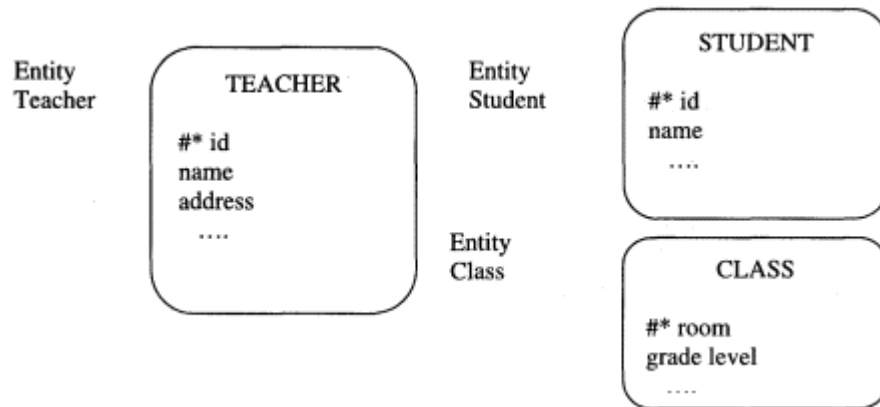 Entity
Teacher
TEACHER
#* id
name
address
....
Entity
Student
STUDENT
#* id
name
....
Entity
Class
CLASS
#* room
grade level
....